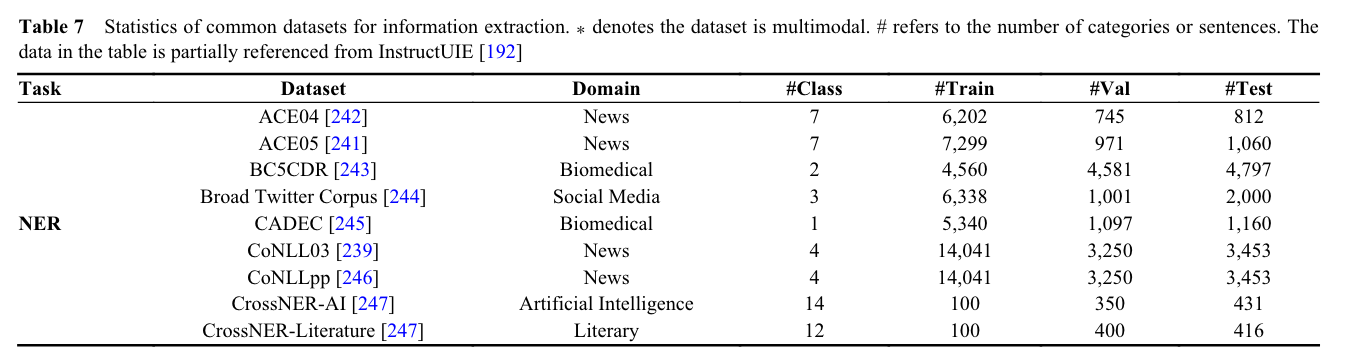 Table 7 Statistics of common datasets for information extraction. * denotes the dataset is multimodal. # refers to the number of categories or sentences. The
data in the table is partially referenced from InstructUIE [192]
Task Dataset Domain #Class #Train #Val #Test
ACE04 [242] News 7 6,202 745 812
ACE05 [241] News 7 7,299 971 1,060
BC5CDR [243] Biomedical 2 4,560 4,581 4,797
Broad Twitter Corpus [244] Social Media 3 6,338 1,001 2,000
NER CADEC [245] Biomedical 1 5,340 1,097 1,160
CoNLL03 [239] News 4 14,041 3,250 3,453
CoNLLpp [246] News 4 14,041 3,250 3,453
CrossNER-AI [247] Artificial Intelligence 14 100 350 431
CrossNER-Literature [247] Literary 12 100 400 416